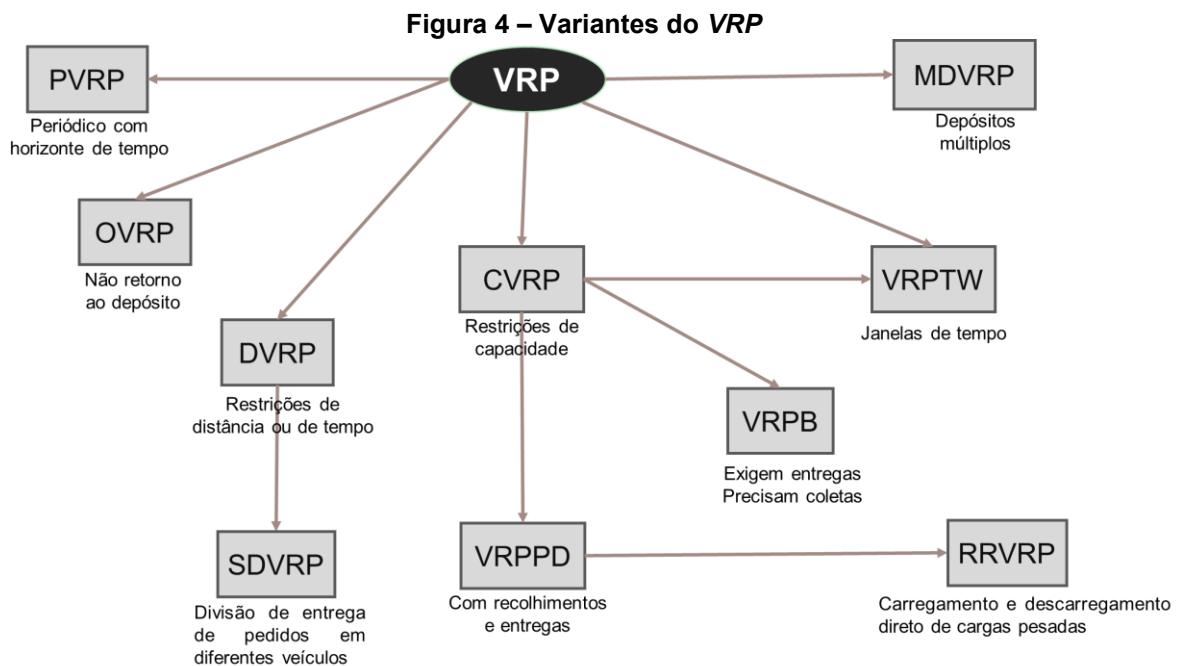 Figura 4 – Variantes do VRP
VRP
PVRP
Periódico com
horizonte de tempo
MDVRP
Depósitos
múltiplos
OVRP
Não retorno
ao depósito
CVRP
Restrições de
capacidade
VRPTW
Janelas de tempo
DVRP
Restrições de
distância ou de tempo
VRPB
Exigem entregas
Precisam coletas
SDVRP
Divisão de entrega
de pedidos em
diferentes veículos
VRPPD
Com recolhimentos
e entregas
RRVRP
Carregamento e descarregamento
direto de cargas pesadas